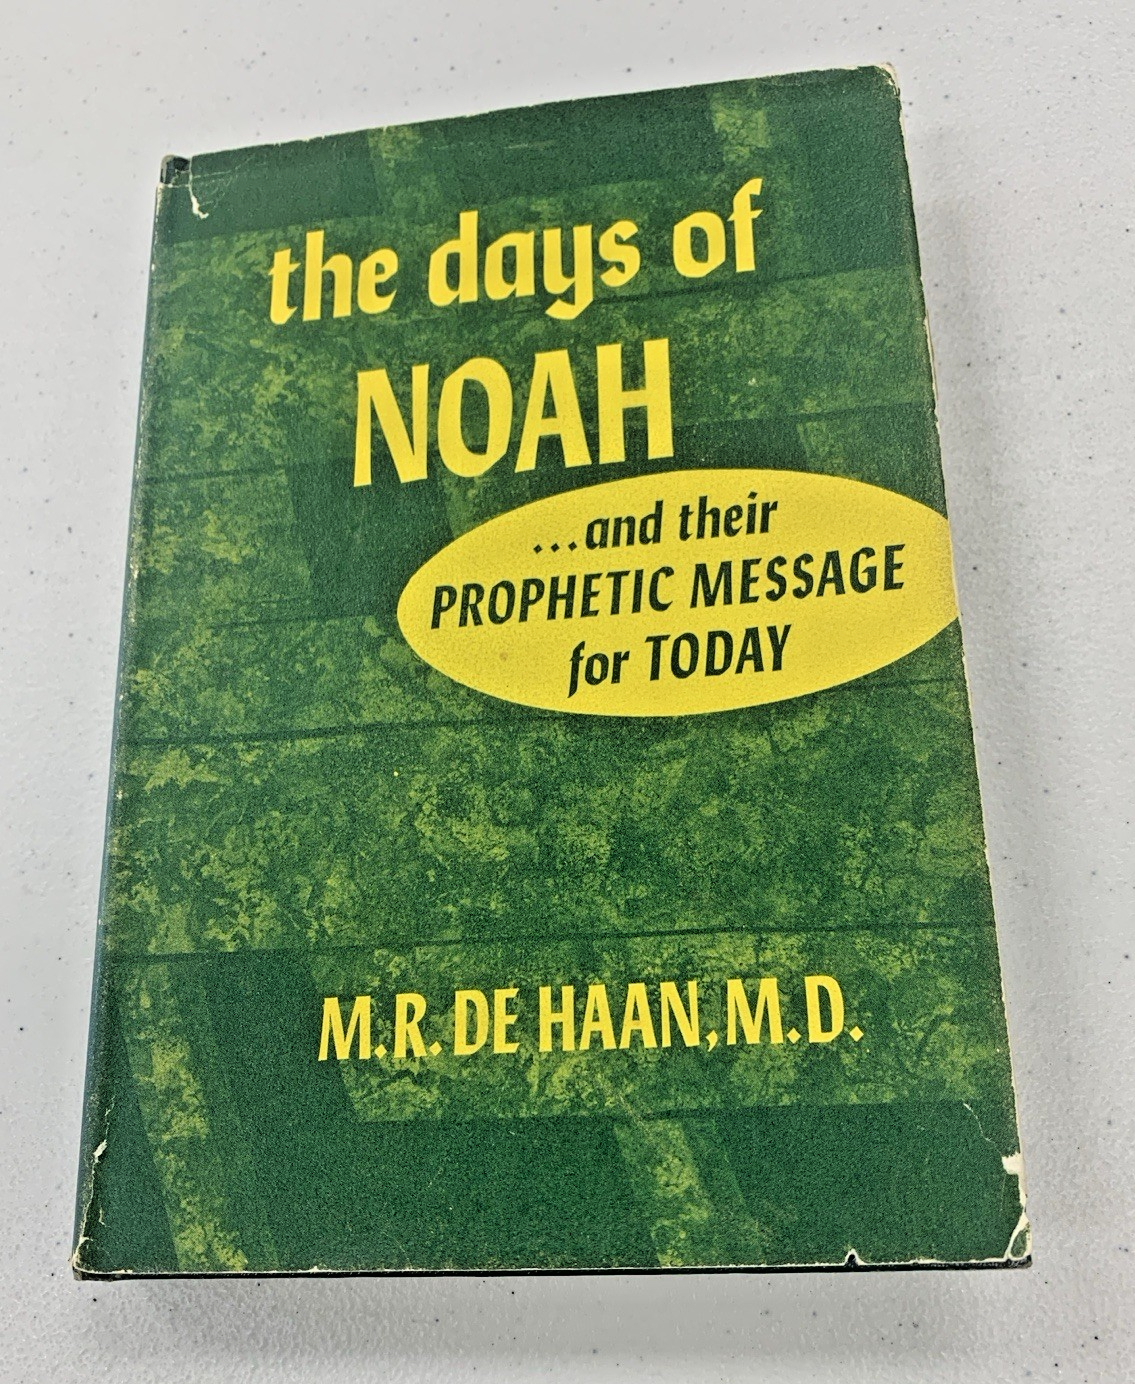 the days of
NOAH
...and their
PROPHETIC MESSAGE
for TODAY
M.R. DE HAAN, M.D.